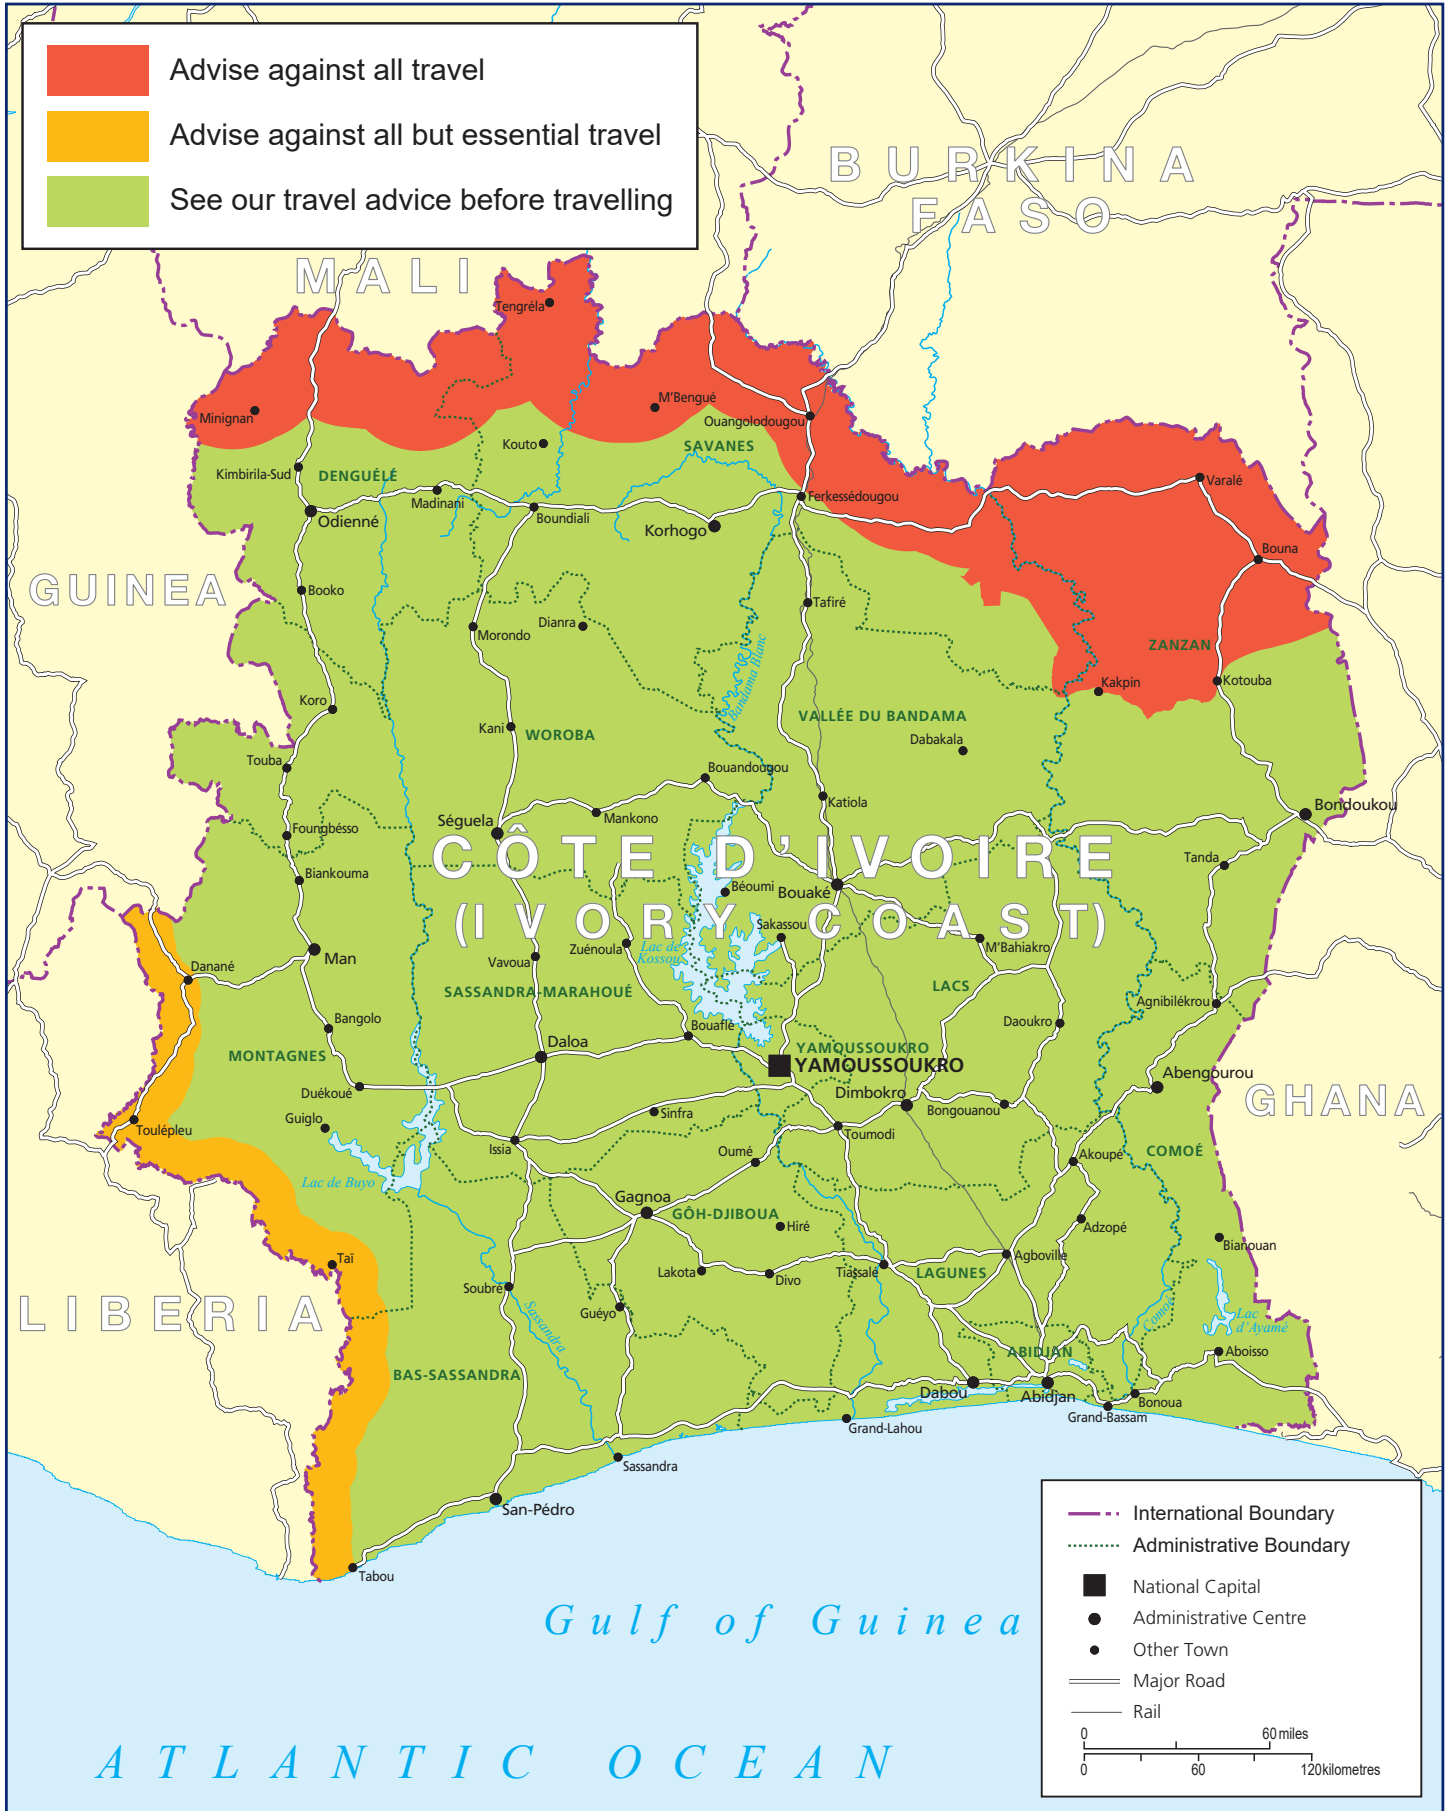 Advise against all travel
Advise against all but essential travel
See our travel advice before travelling
BURKINA
FASO
MALI
Tengréla
Minignan
M'Bengué
Ouangolodougou
Kouto
SAVANES
Kimbirila-Sud
DENGUÉLÉ
Varalé
Madinani
Ferkessédougou
Odienné
Boundiali
Korhogo
Bouna
GUINEA
Booko
Tafiré
Dianra
Morondo
ZANZAN
Bandama Blanc
Kakpin
Kotouba
Koro
VALLÉE DU BANDAMA
Kani
WOROBA
Dabakala
Touba
Bouandougou
Katiola
Bondoukou
Mankono
Séguéla
Foungbésso
CÔTE D'IVOIRE
Tanda
Biankouma
Béoumi
Bouaké
(IVORY COAST)
Sakassou
M'Bahiakro
Zuénoula
Lac de
Kossou
Man
Vavoua
Danané
SASSANDRA-MARAHOUÉ
LACS
Agnibilékrou
Bangolo
Bouaflé
Daoukro
Daloa
YAMOUSSOUKRO
MONTAGNES
YAMOUSSOUKRO
Abengourou
Duékoué
Dimbokro
Bongouanou
GHANA
Guiglo
Sinfra
Toulépleu
Toumodi
Issia
Oumé
Akoupé
COMOÉ
Lac de Buyo
Gagnoa
GÔH-DJIBOUA
Hiré
Adzopé
Bianouan
Taï
Agboville
Lakota
Divo
Tiassalé
LAGUNES
Soubré
LIBERIA
Guéyo
Sassandra
Comoé
Lac
d'Ayamé
ABIDJAN
Aboisso
BAS-SASSANDRA
Dabou
Abidjan
Bonoua
Grand-Bassam
Grand-Lahou
Sassandra
San-Pédro
Tabou
Gulf of Guinea
ATLANTIC OCEAN
International Boundary
Administrative Boundary
National Capital
Administrative Centre
Other Town
Major Road
Rail
0 60 miles
0 60 120 kilometres